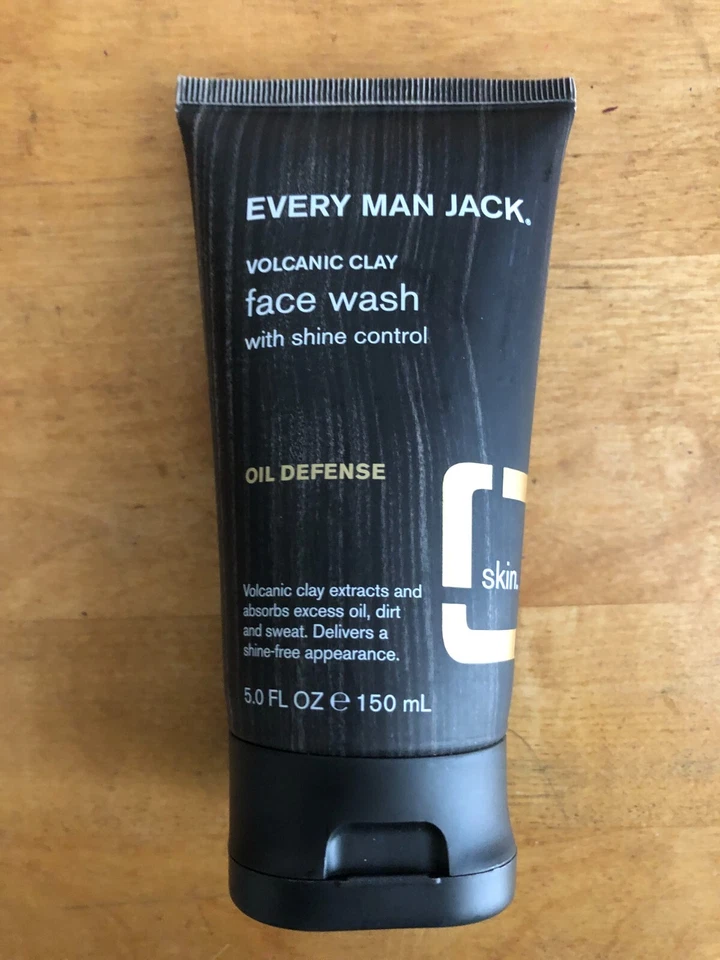 EVERY MAN JACK.
VOLCANIC CLAY
face wash
with shine control
OIL DEFENSE
skin.
Volcanic clay extracts and
absorbs excess oil, dirt
and sweat. Delivers a
shine-free appearance.
5.0 FL OZ ℮ 150 mL